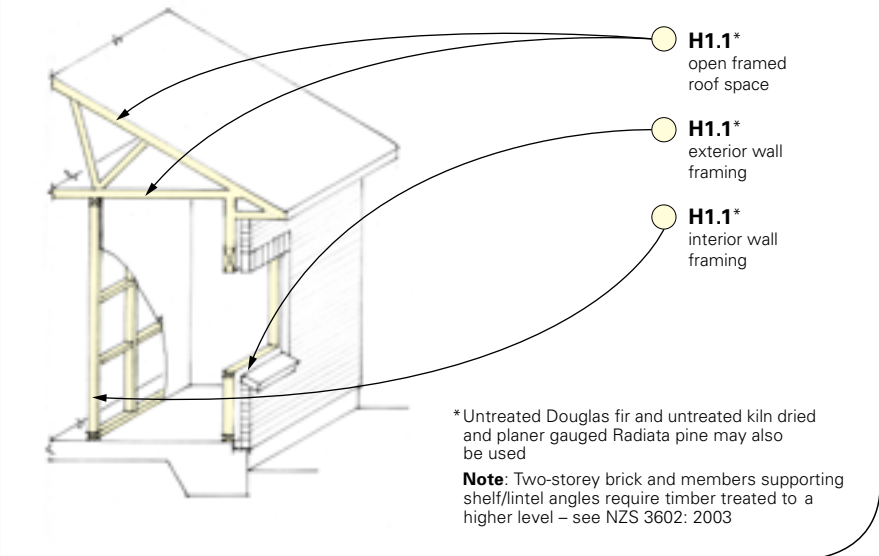 H1.1*
open framed
roof space
H1.1*
exterior wall
framing
H1.1*
interior wall
framing
*Untreated Douglas fir and untreated kiln dried
and planer gauged Radiata pine may also
be used
Note: Two-storey brick and members supporting
shelf/lintel angles require timber treated to a
higher level – see NZS 3602: 2003